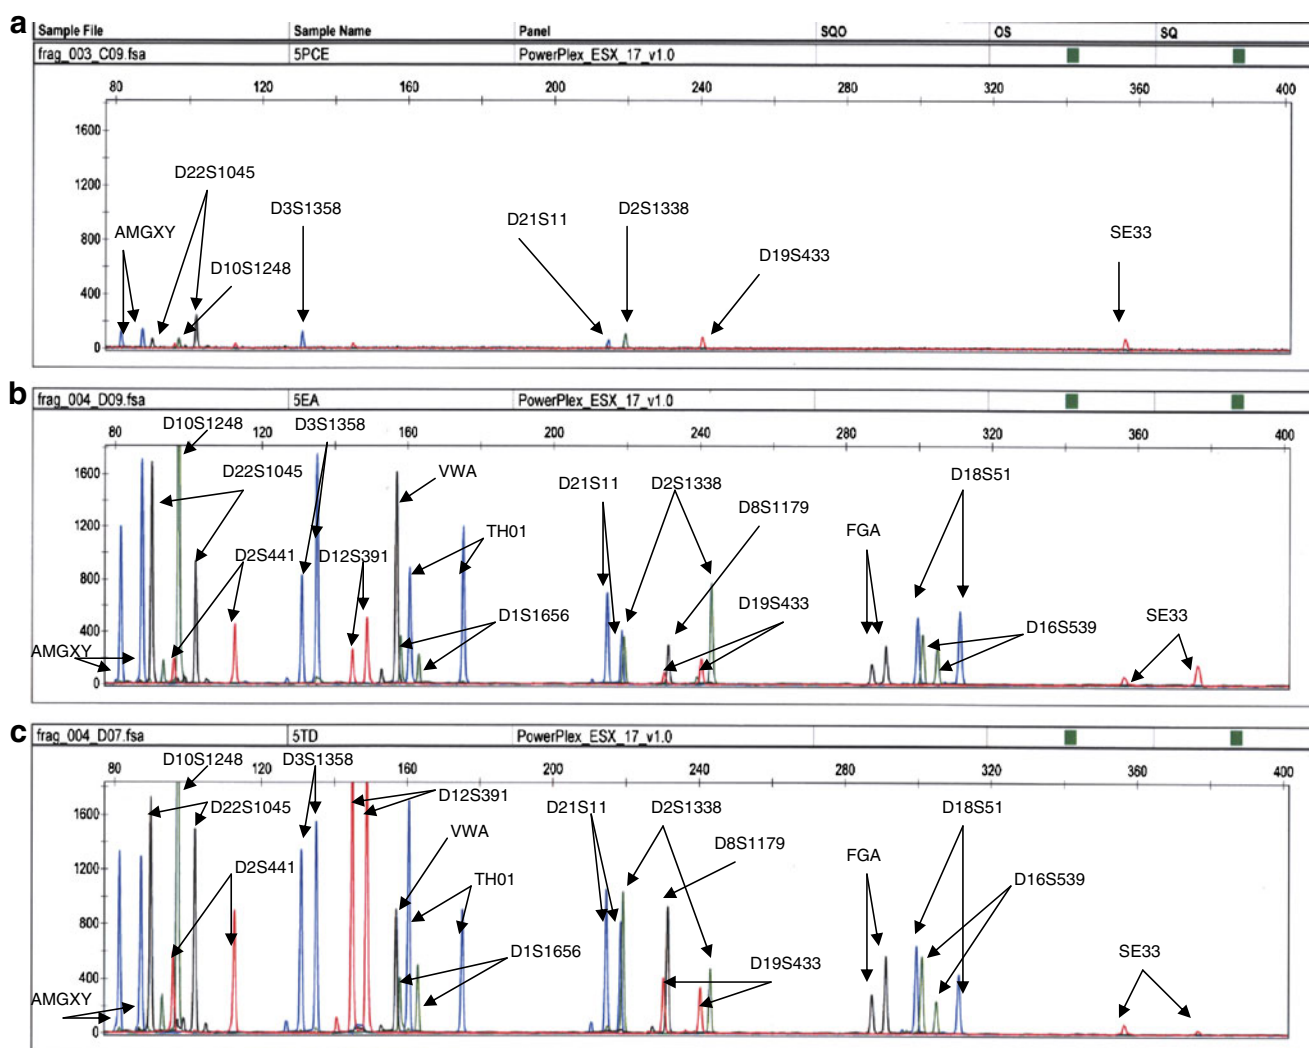 a
Sample File Sample Name Panel SQO OS SQ
frag_003_C09.fsa 5PCE PowerPlex_ESX_17_v1.0
80 120 160 200 240 280 320 360 400
1600
1200
800
400
0
D22S1045
D3S1358
AMGXY
D10S1248
D21S11
D2S1338
D19S433
SE33
b
frag_004_D09.fsa 5EA PowerPlex_ESX_17_v1.0
80 120 160 200 240 280 320 360 400
1600
1200
800
400
0
D10S1248
D3S1358
D22S1045
VWA
D2S441
D12S391
TH01
D1S1656
AMGXY
D21S11
D2S1338
D8S1179
D19S433
FGA
D18S51
D16S539
SE33
c
frag_004_D07.fsa 5TD PowerPlex_ESX_17_v1.0
80 120 160 200 240 280 320 360 400
1600
1200
800
400
0
D10S1248
D3S1358
D22S1045
D12S391
VWA
D2S441
TH01
D1S1656
AMGXY
D21S11
D2S1338
D8S1179
D19S433
FGA
D18S51
D16S539
SE33